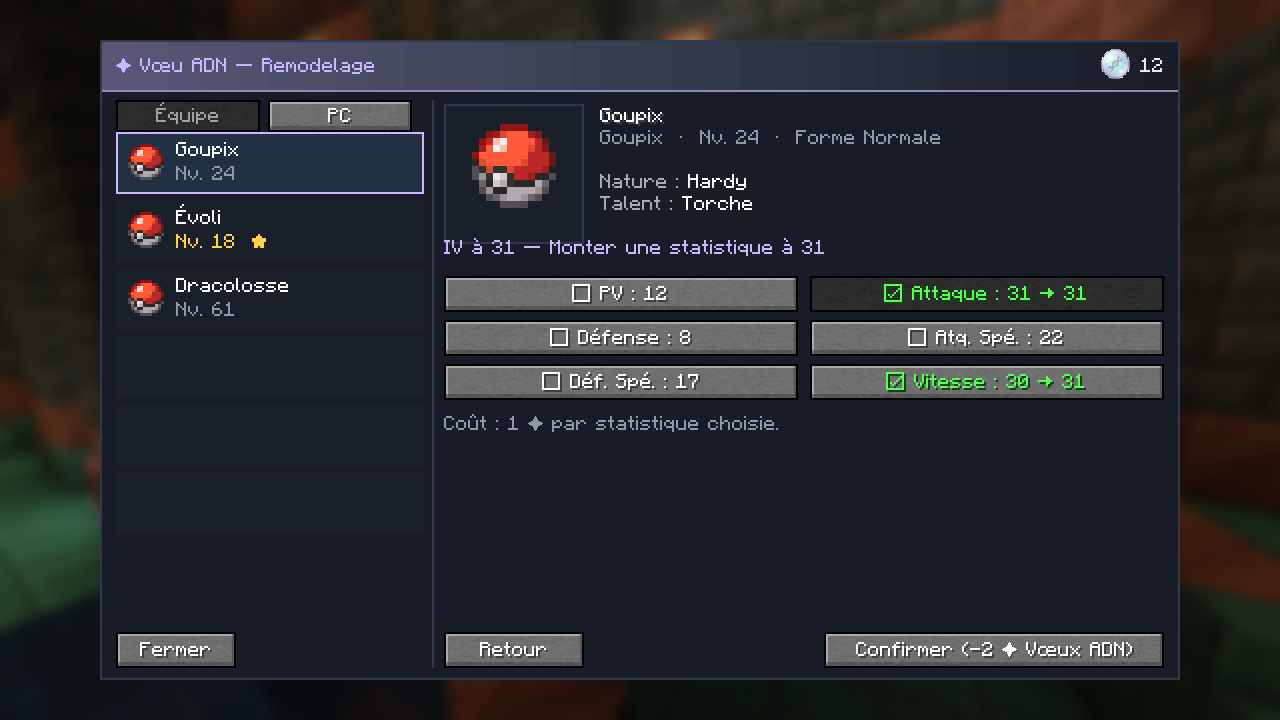 ✦ Vœu ADN — Remodelage
12
Équipe
PC
Goupix
Nv. 24
Évoli
Nv. 18 ★
Dracolosse
Nv. 61
Goupix
Goupix · Nv. 24 · Forme Normale
Nature : Hardy
Talent : Torche
IV à 31 — Monter une statistique à 31
☐ PV : 12
☑ Attaque : 31 → 31
☐ Défense : 8
☐ Atq. Spé. : 22
☐ Déf. Spé. : 17
☑ Vitesse : 30 → 31
Coût : 1 ✦ par statistique choisie.
Fermer
Retour
Confirmer (-2 ✦ Vœux ADN)